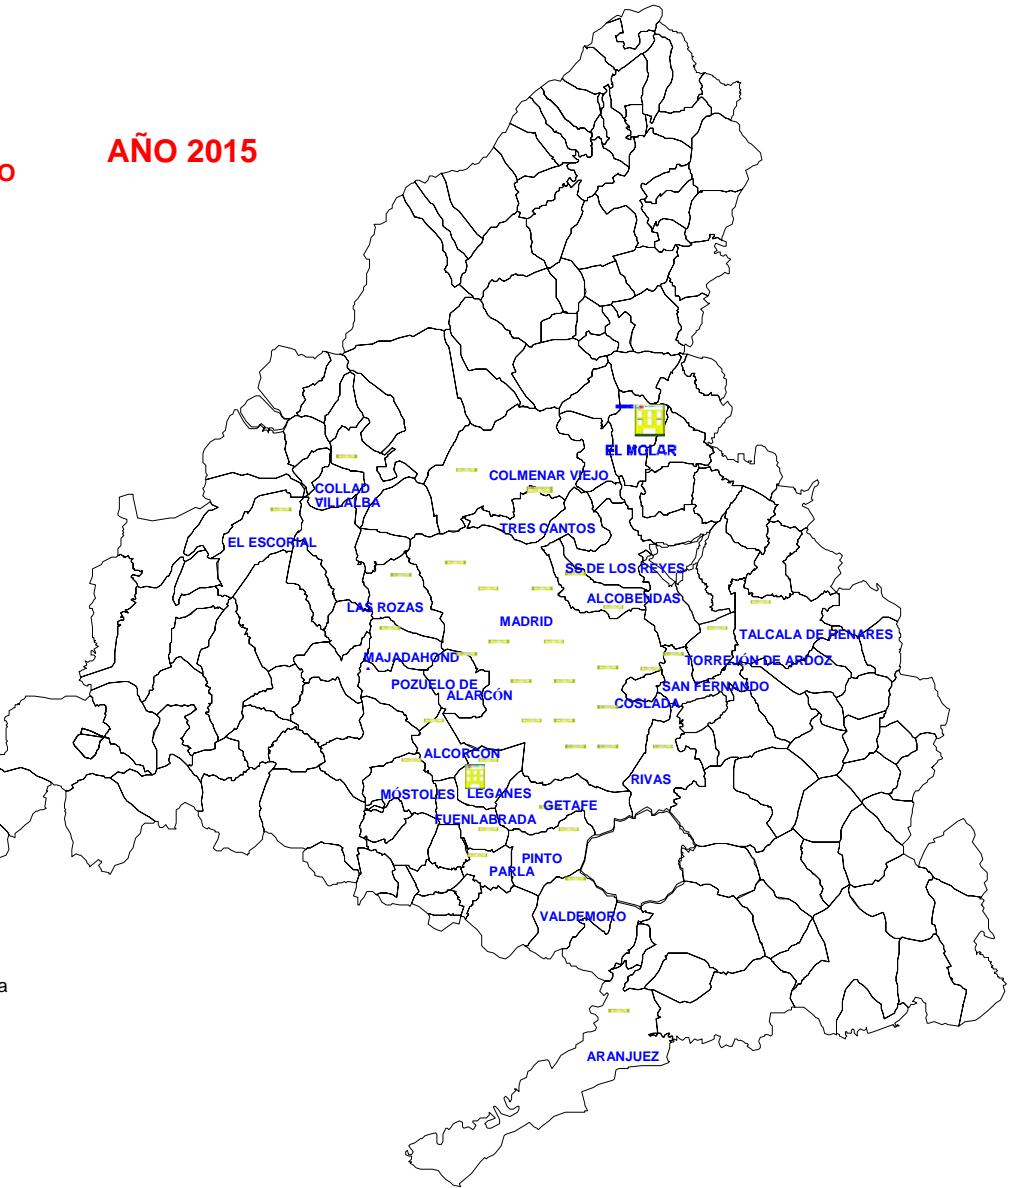 AÑO 2015
O
EL MOLAR
COLMENAR VIEJO
COLLAD
VILLALBA
TRES CANTOS
EL ESCORIAL
SS DE LOS REYES
ALCOBENDAS
LAS ROZAS
MADRID
TALCALA DE HENARES
MAJADAHOND
TORREJÓN DE ARDOZ
POZUELO DE
ALARCÓN
SAN FERNANDO
COSLADA
ALCORCON
RIVAS
MÓSTOLES
LEGANES
GETAFE
FUENLABRADA
PINTO
PARLA
VALDEMORO
a
ARANJUEZ